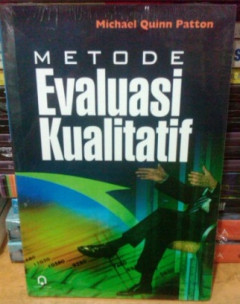 Michael Quinn Patton
METODE
Evaluasi
Kualitatif